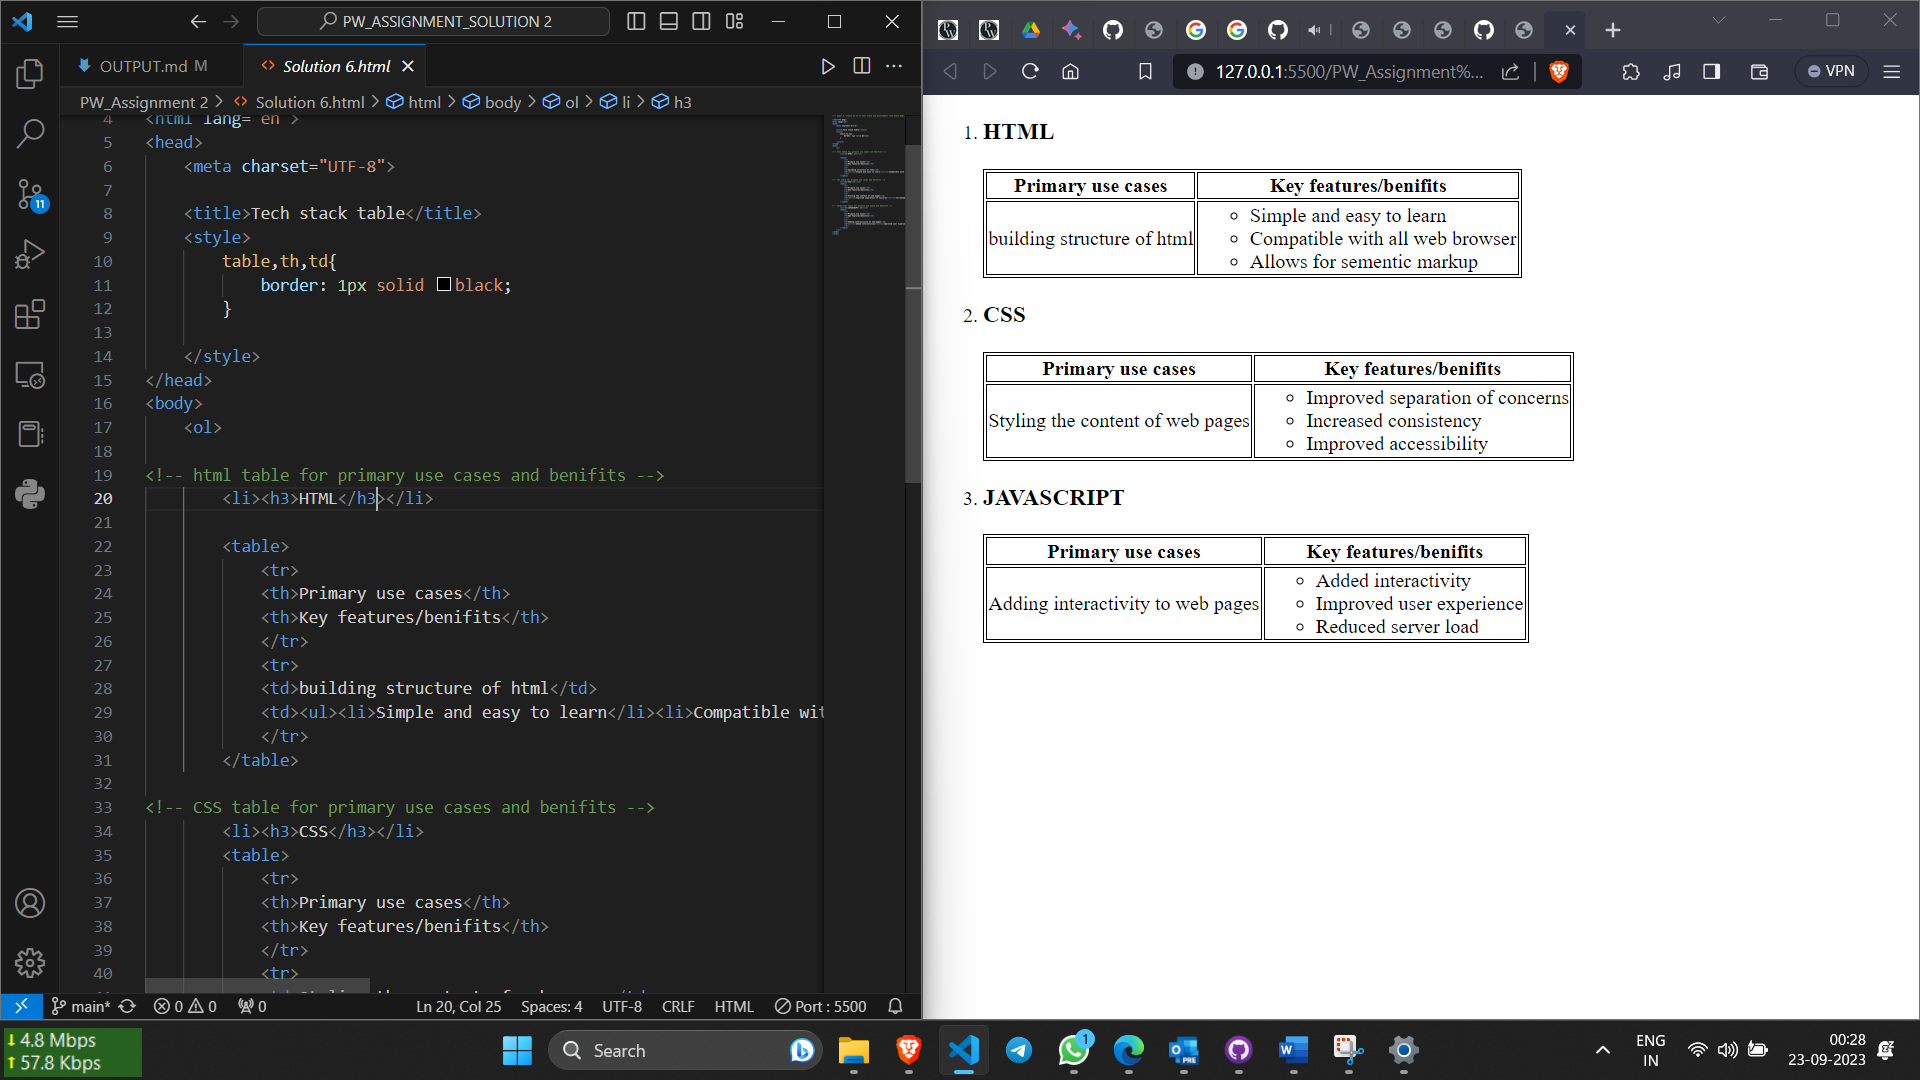 PW_ASSIGNMENT_SOLUTION 2
OUTPUT.md M
Solution 6.html
PW_Assignment 2 > Solution 6.html > html > body > ol > li > h3
4 <html lang="en">
5 <head>
6 <meta charset="UTF-8">
7
8 <title>Tech stack table</title>
9 <style>
10 table,th,td{
11 border: 1px solid black;
12 }
13
14 </style>
15 </head>
16 <body>
17 <ol>
18
19 <!-- html table for primary use cases and benifits -->
20 <li><h3>HTML</h3></li>
21
22 <table>
23 <tr>
24 <th>Primary use cases</th>
25 <th>Key features/benifits</th>
26 </tr>
27 <tr>
28 <td>building structure of html</td>
29 <td><ul><li>Simple and easy to learn</li><li>Compatible wit
30 </tr>
31 </table>
32
33 <!-- CSS table for primary use cases and benifits -->
34 <li><h3>CSS</h3></li>
35 <table>
36 <tr>
37 <th>Primary use cases</th>
38 <th>Key features/benifits</th>
39 </tr>
40 <tr>
11
main* 0 0 0 Ln 20, Col 25 Spaces: 4 UTF-8 CRLF HTML Port : 5500
127.0.0.1:5500/PW_Assignment%...
VPN
1. HTML
Primary use cases Key features/benifits
building structure of html
Simple and easy to learn
Compatible with all web browser
Allows for sementic markup
2. CSS
Primary use cases Key features/benifits
Styling the content of web pages
Improved separation of concerns
Increased consistency
Improved accessibility
3. JAVASCRIPT
Primary use cases Key features/benifits
Adding interactivity to web pages
Added interactivity
Improved user experience
Reduced server load
4.8 Mbps
57.8 Kbps
Search
1
ENG
IN
00:28
23-09-2023